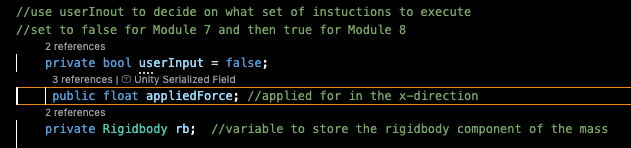 //use userInout to decide on what set of instuctions to execute
//set to false for Module 7 and then true for Module 8
2 references
private bool userInput = false;
3 references | Unity Serialized Field
public float appliedForce; //applied for in the x-direction
2 references
private Rigidbody rb;  //variable to store the rigidbody component of the mass